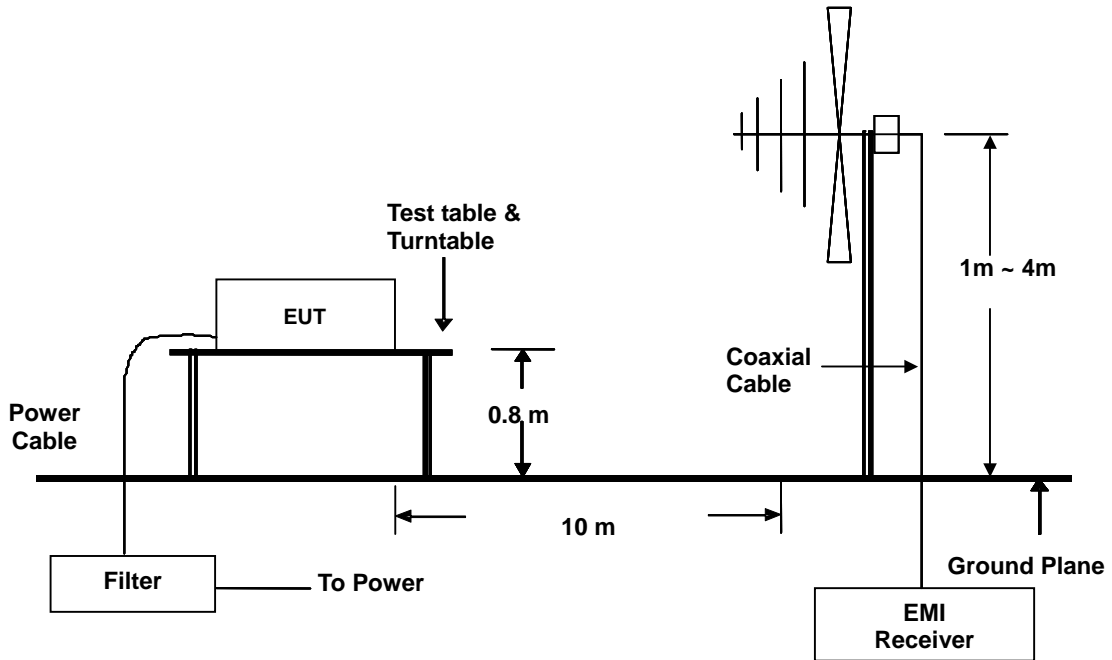 Test table &
Turntable
1m ~ 4m
EUT
Coaxial
Cable
0.8 m
Power
Cable
10 m
Ground Plane
Filter
To Power
EMI
Receiver